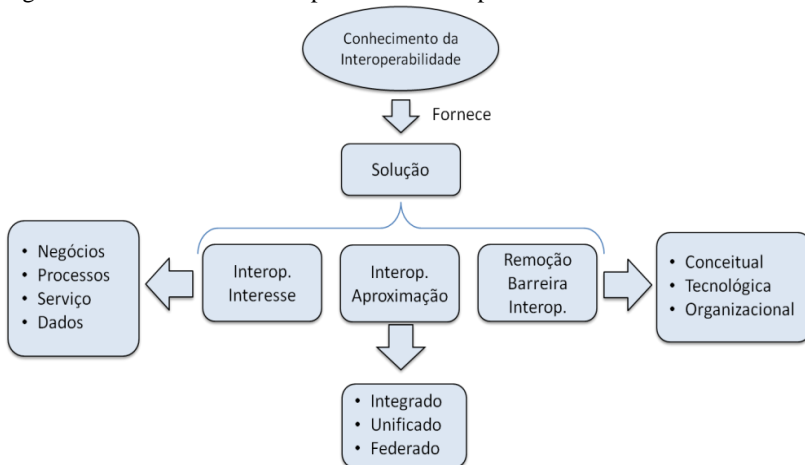 Conhecimento da
Interoperabilidade
Fornece
Solução
• Negócios
• Processos
• Serviço
• Dados
Interop.
Interesse
Interop.
Aproximação
Remoção
Barreira
Interop.
• Conceitual
• Tecnológica
• Organizacional
• Integrado
• Unificado
• Federado